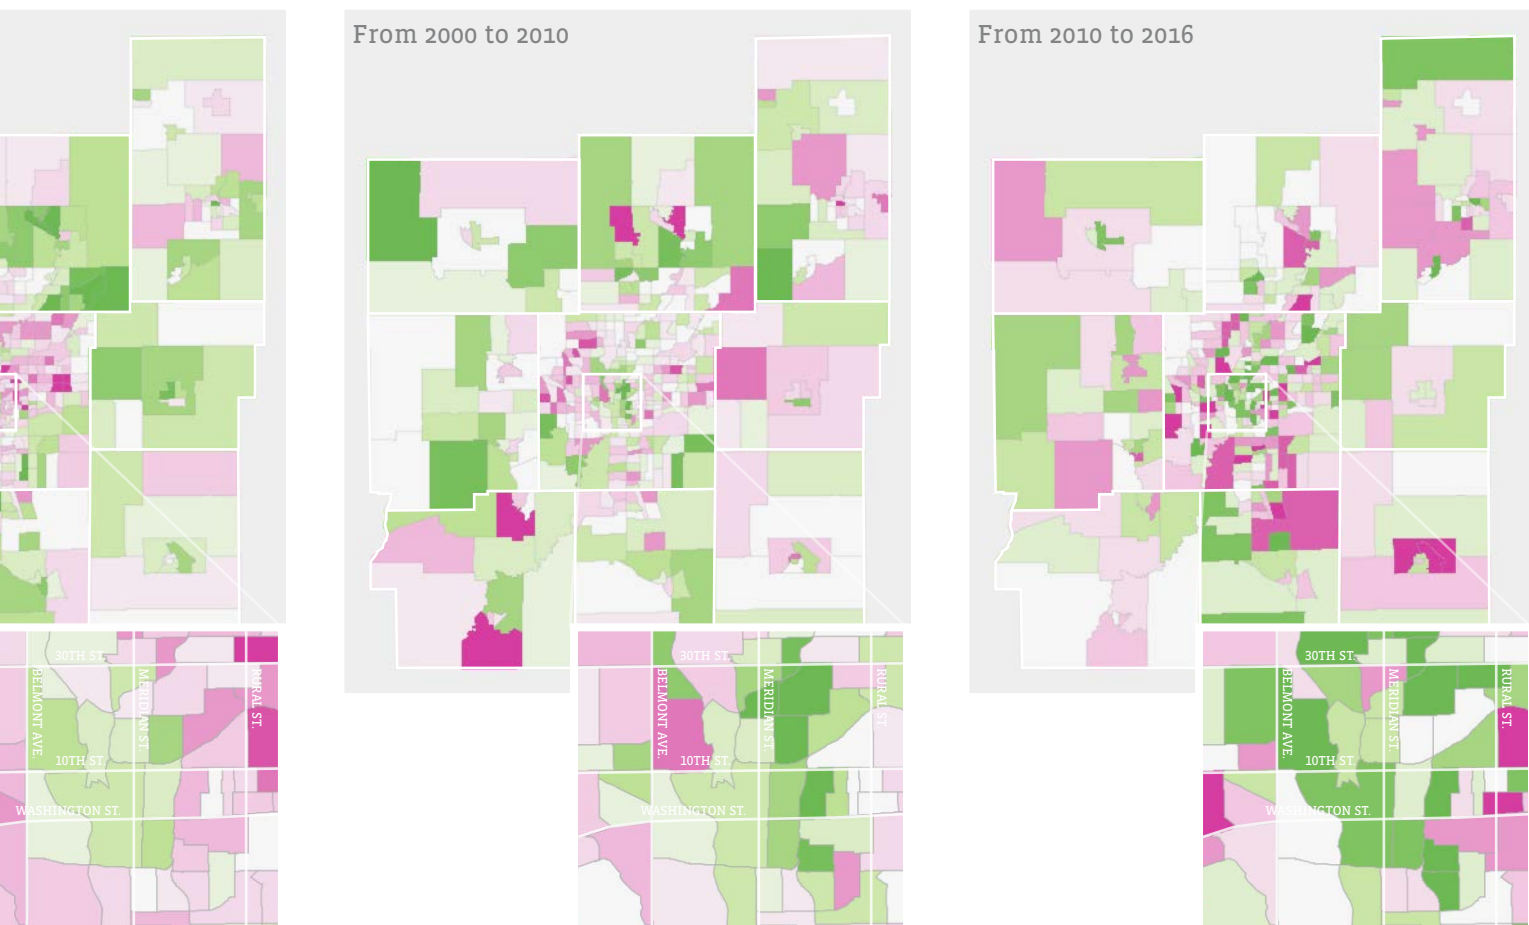 From 2000 to 2010
From 2010 to 2016
30TH ST.
BELMONT AVE.
MERIDIAN ST.
RURAL ST.
10TH ST.
WASHINGTON ST.
30TH ST.
BELMONT AVE.
MERIDIAN ST.
RURAL ST.
10TH ST.
WASHINGTON ST.
30TH ST.
BELMONT AVE.
MERIDIAN ST.
RURAL ST.
10TH ST.
WASHINGTON ST.